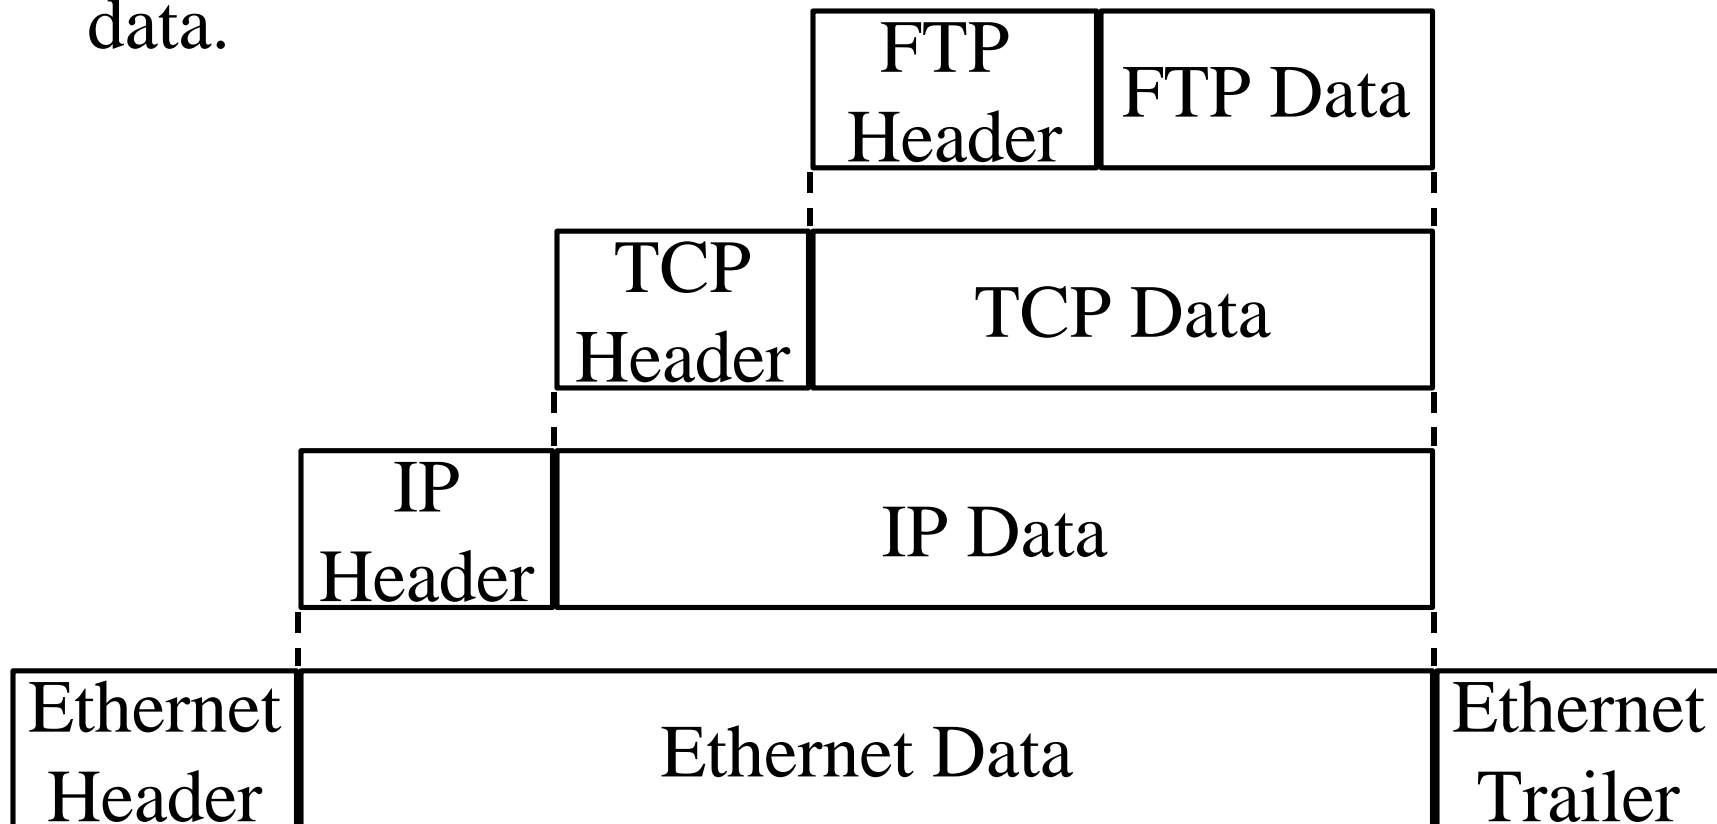 data.
FTP
Header
FTP Data
TCP
Header
TCP Data
IP
Header
IP Data
Ethernet
Header
Ethernet Data
Ethernet
Trailer